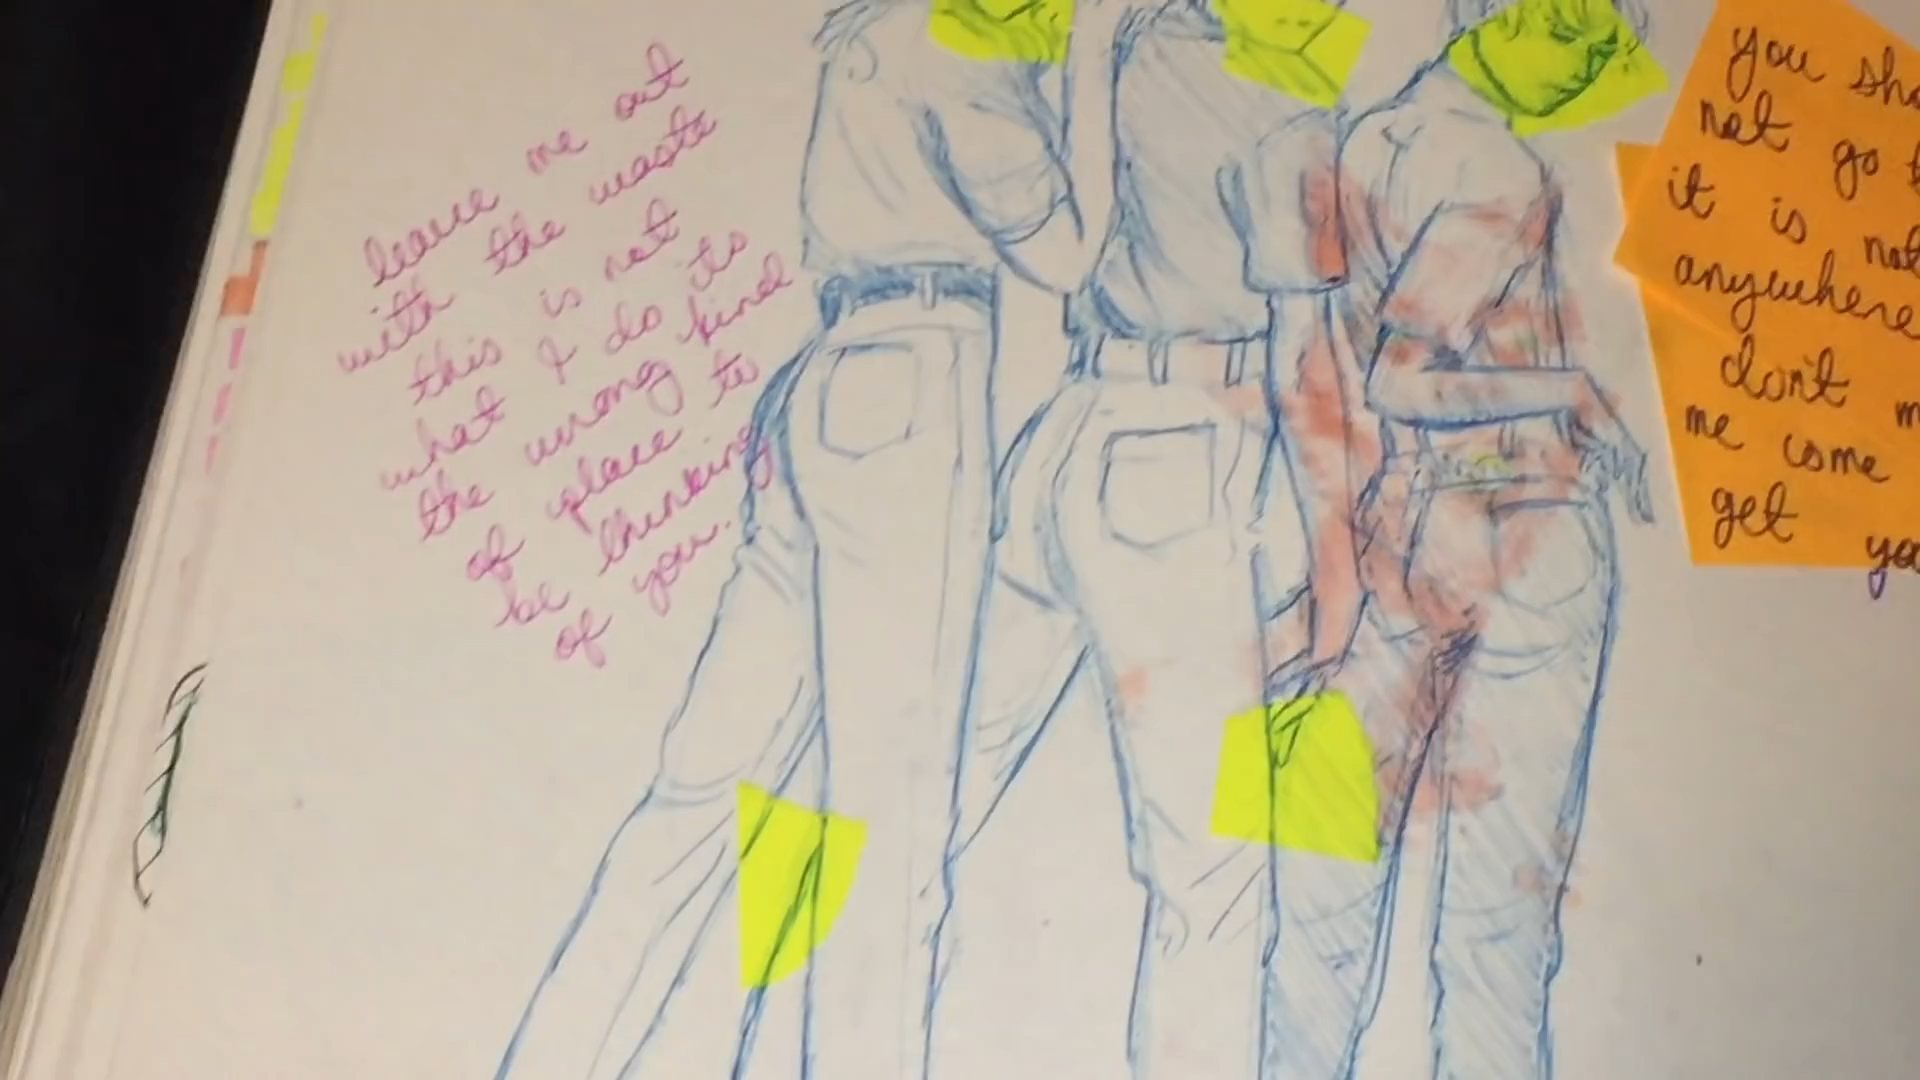 leave me out
with the waste
this is not
what I do its
the wrong kind
of place to
be thinking
of you.
you
not go
it is not
anywhere
don't
me come
get